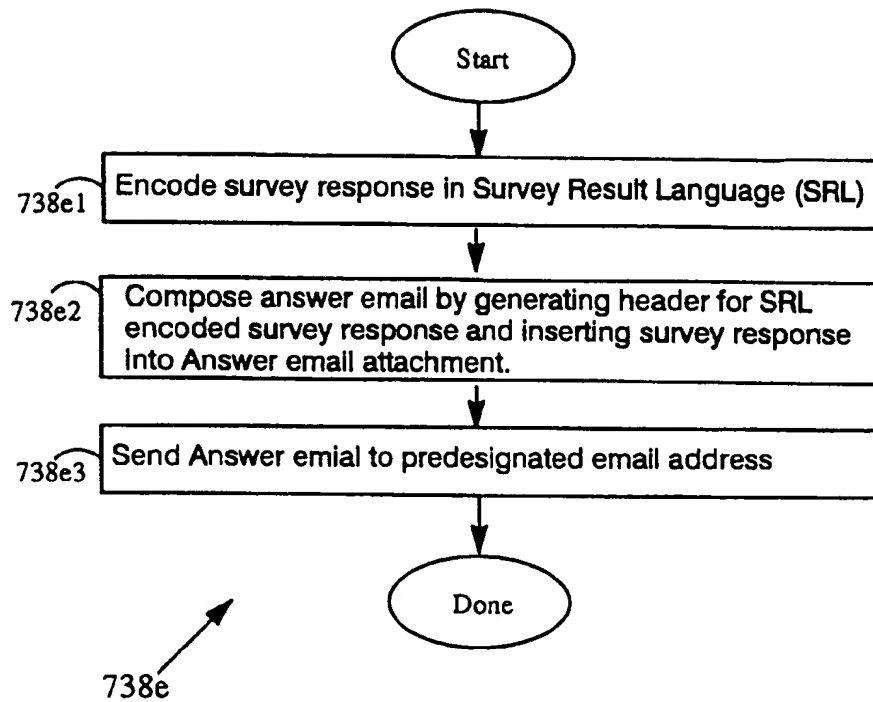 Start
738e1
Encode survey response in Survey Result Language (SRL)
738e2
Compose answer email by generating header for SRL
encoded survey response and inserting survey response
into Answer email attachment.
738e3
Send Answer emial to predesignated email address
Done
738e